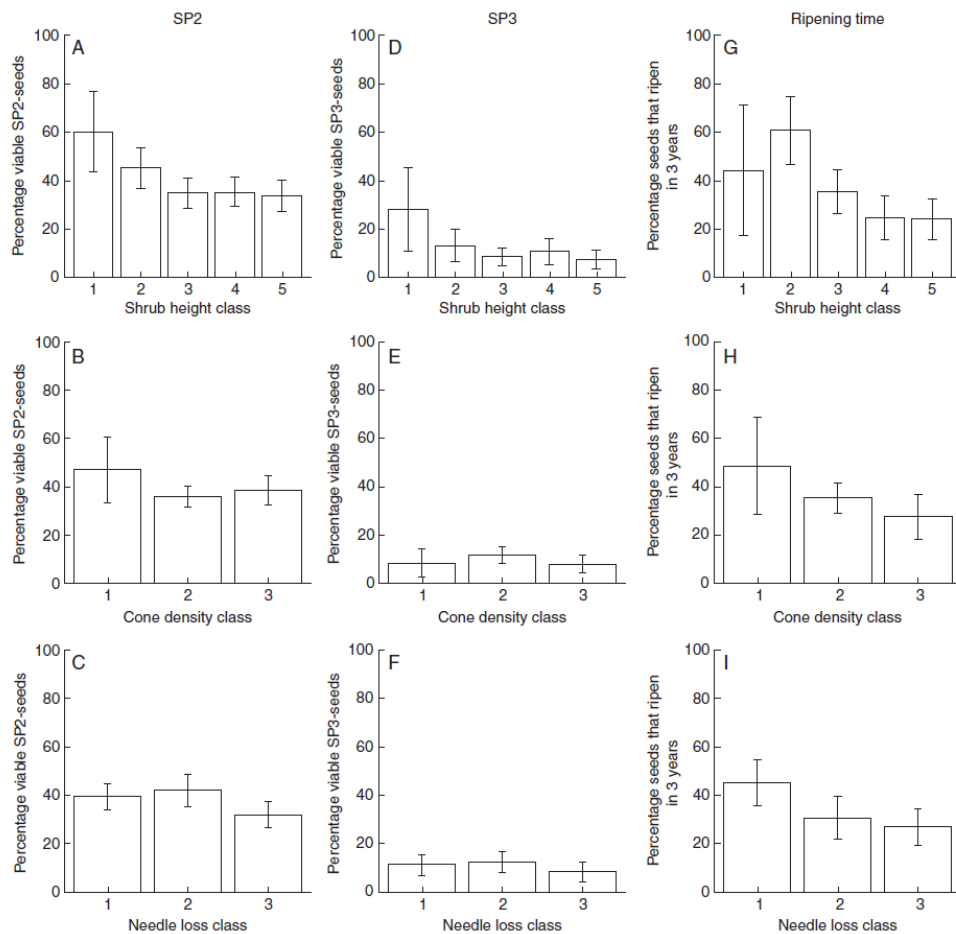 SP2
SP3
Ripening time
A
Percentage viable SP2-seeds
100
80
60
40
20
0
1 2 3 4 5
Shrub height class
D
Percentage viable SP3-seeds
100
80
60
40
20
0
1 2 3 4 5
Shrub height class
G
Percentage seeds that ripen
in 3 years
100
80
60
40
20
0
1 2 3 4 5
Shrub height class
B
Percentage viable SP2-seeds
100
80
60
40
20
0
1 2 3
Cone density class
E
Percentage viable SP3-seeds
100
80
60
40
20
0
1 2 3
Cone density class
H
Percentage seeds that ripen
in 3 years
100
80
60
40
20
0
1 2 3
Cone density class
C
Percentage viable SP2-seeds
100
80
60
40
20
0
1 2 3
Needle loss class
F
Percentage viable SP3-seeds
100
80
60
40
20
0
1 2 3
Needle loss class
I
Percentage seeds that ripen
in 3 years
100
80
60
40
20
0
1 2 3
Needle loss class